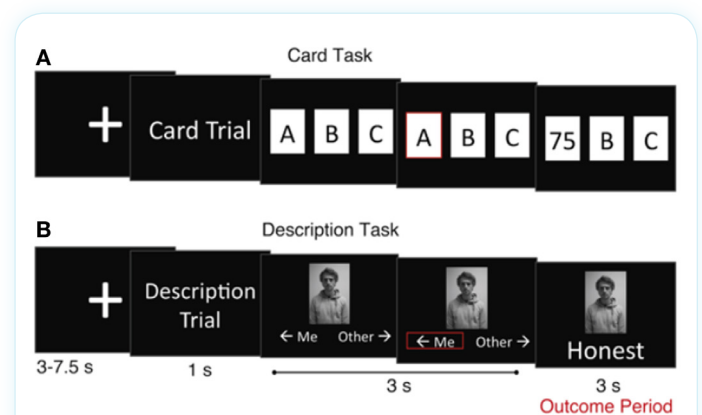 A
Card Task
+
Card Trial
A B C
A B C
75 B C
B
Description Task
+
Description
Trial
← Me Other →
← Me Other →
Honest
3-7.5 s
1 s
3 s
3 s
Outcome Period